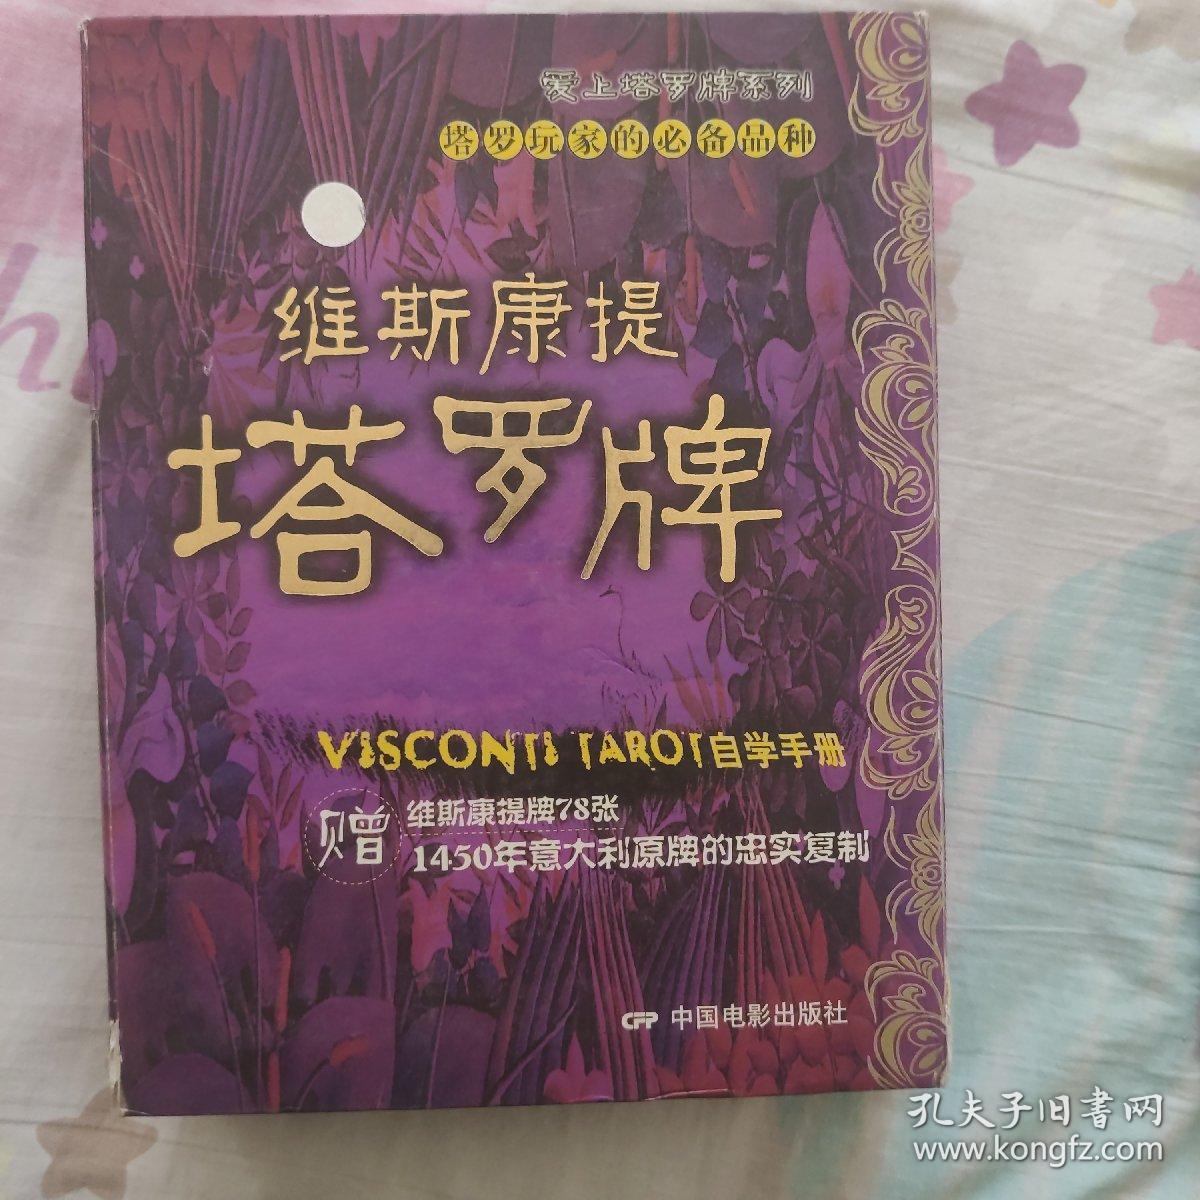 爱上塔罗牌系列
塔罗玩家的必备品种
维斯康提
塔罗牌
VISCONTI TAROT自学手册
赠
维斯康提牌78张
1450年意大利原牌的忠实复制
CFP 中国电影出版社
h
孔夫子旧書网
www.kongfz.com